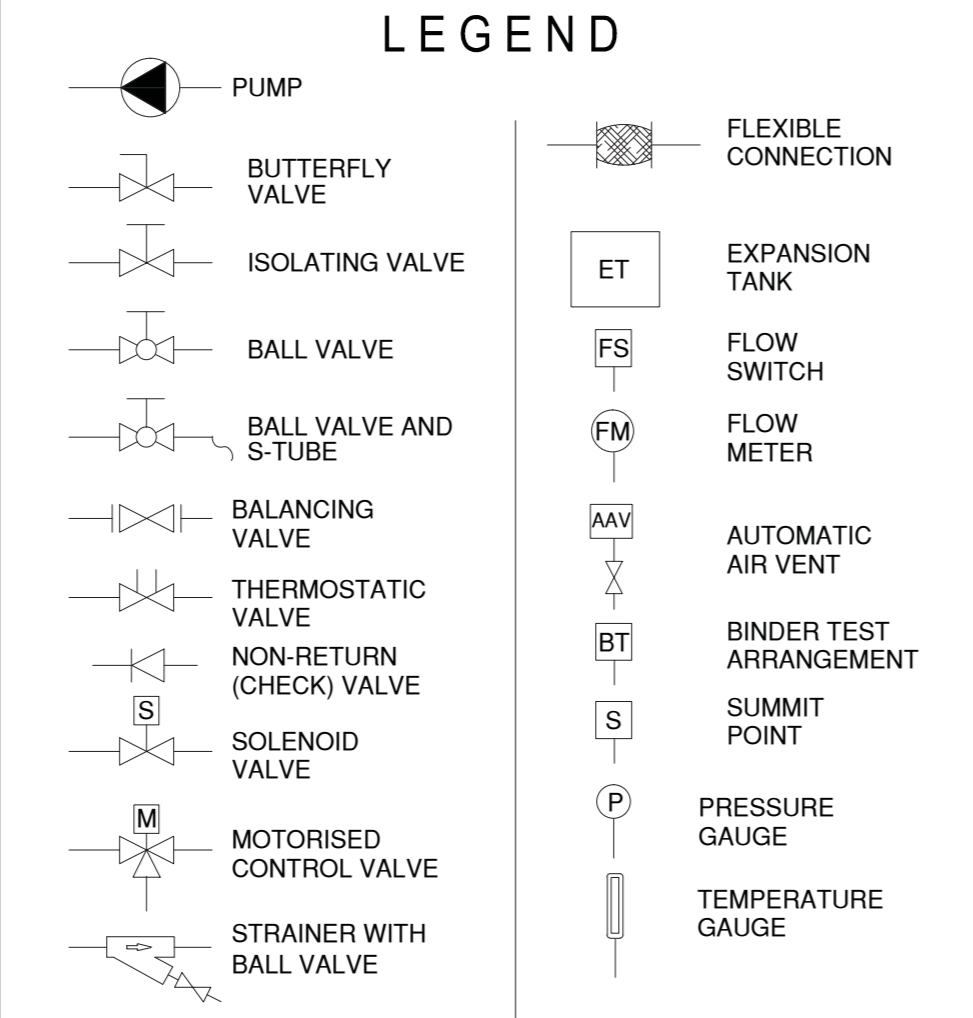 LEGEND
PUMP
BUTTERFLY
VALVE
ISOLATING VALVE
BALL VALVE
BALL VALVE AND
S-TUBE
BALANCING
VALVE
THERMOSTATIC
VALVE
NON-RETURN
(CHECK) VALVE
S
SOLENOID
VALVE
M
MOTORISED
CONTROL VALVE
STRAINER WITH
BALL VALVE
FLEXIBLE
CONNECTION
ET
EXPANSION
TANK
FS
FLOW
SWITCH
FM
FLOW
METER
AAV
AUTOMATIC
AIR VENT
BT
BINDER TEST
ARRANGEMENT
S
SUMMIT
POINT
P
PRESSURE
GAUGE
TEMPERATURE
GAUGE